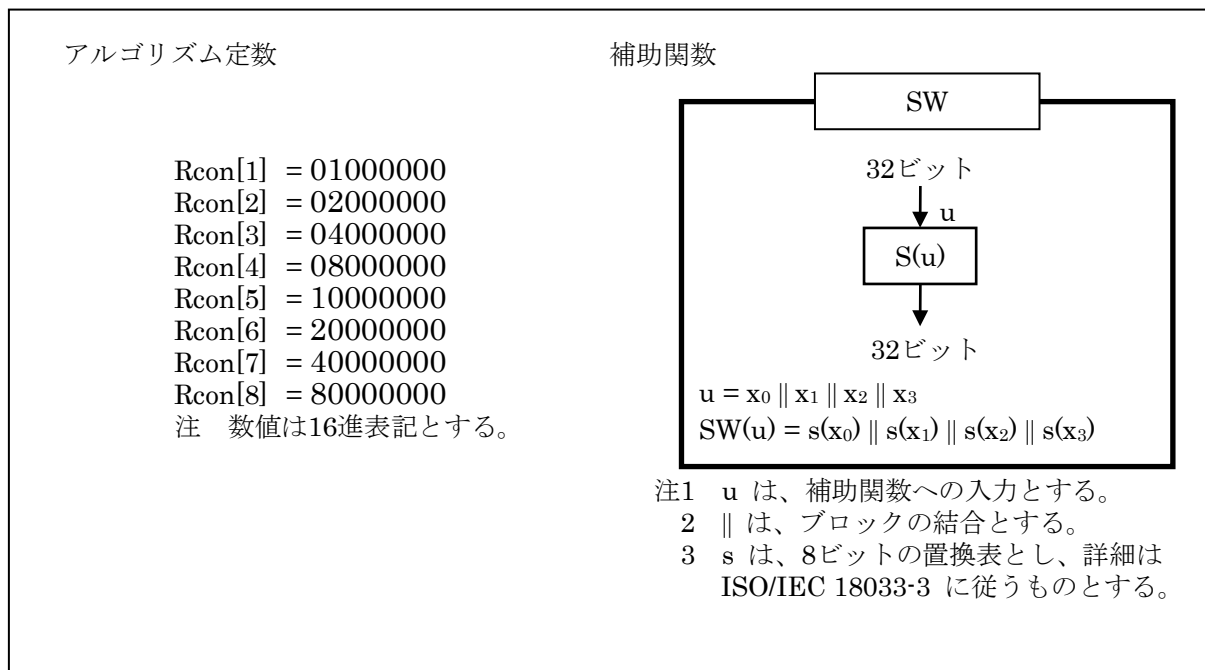 アルゴリズム定数
Rcon[1] = 01000000
Rcon[2] = 02000000
Rcon[3] = 04000000
Rcon[4] = 08000000
Rcon[5] = 10000000
Rcon[6] = 20000000
Rcon[7] = 40000000
Rcon[8] = 80000000
注 数値は16進表記とする。
補助関数
SW
32ビット
u
S(u)
32ビット
u = x₀ ‖ x₁ ‖ x₂ ‖ x₃
SW(u) = s(x₀) ‖ s(x₁) ‖ s(x₂) ‖ s(x₃)
注1 u は、補助関数への入力とする。
2 ‖ は、ブロックの結合とする。
3 s は、8ビットの置換表とし、詳細は
ISO/IEC 18033-3 に従うものとする。